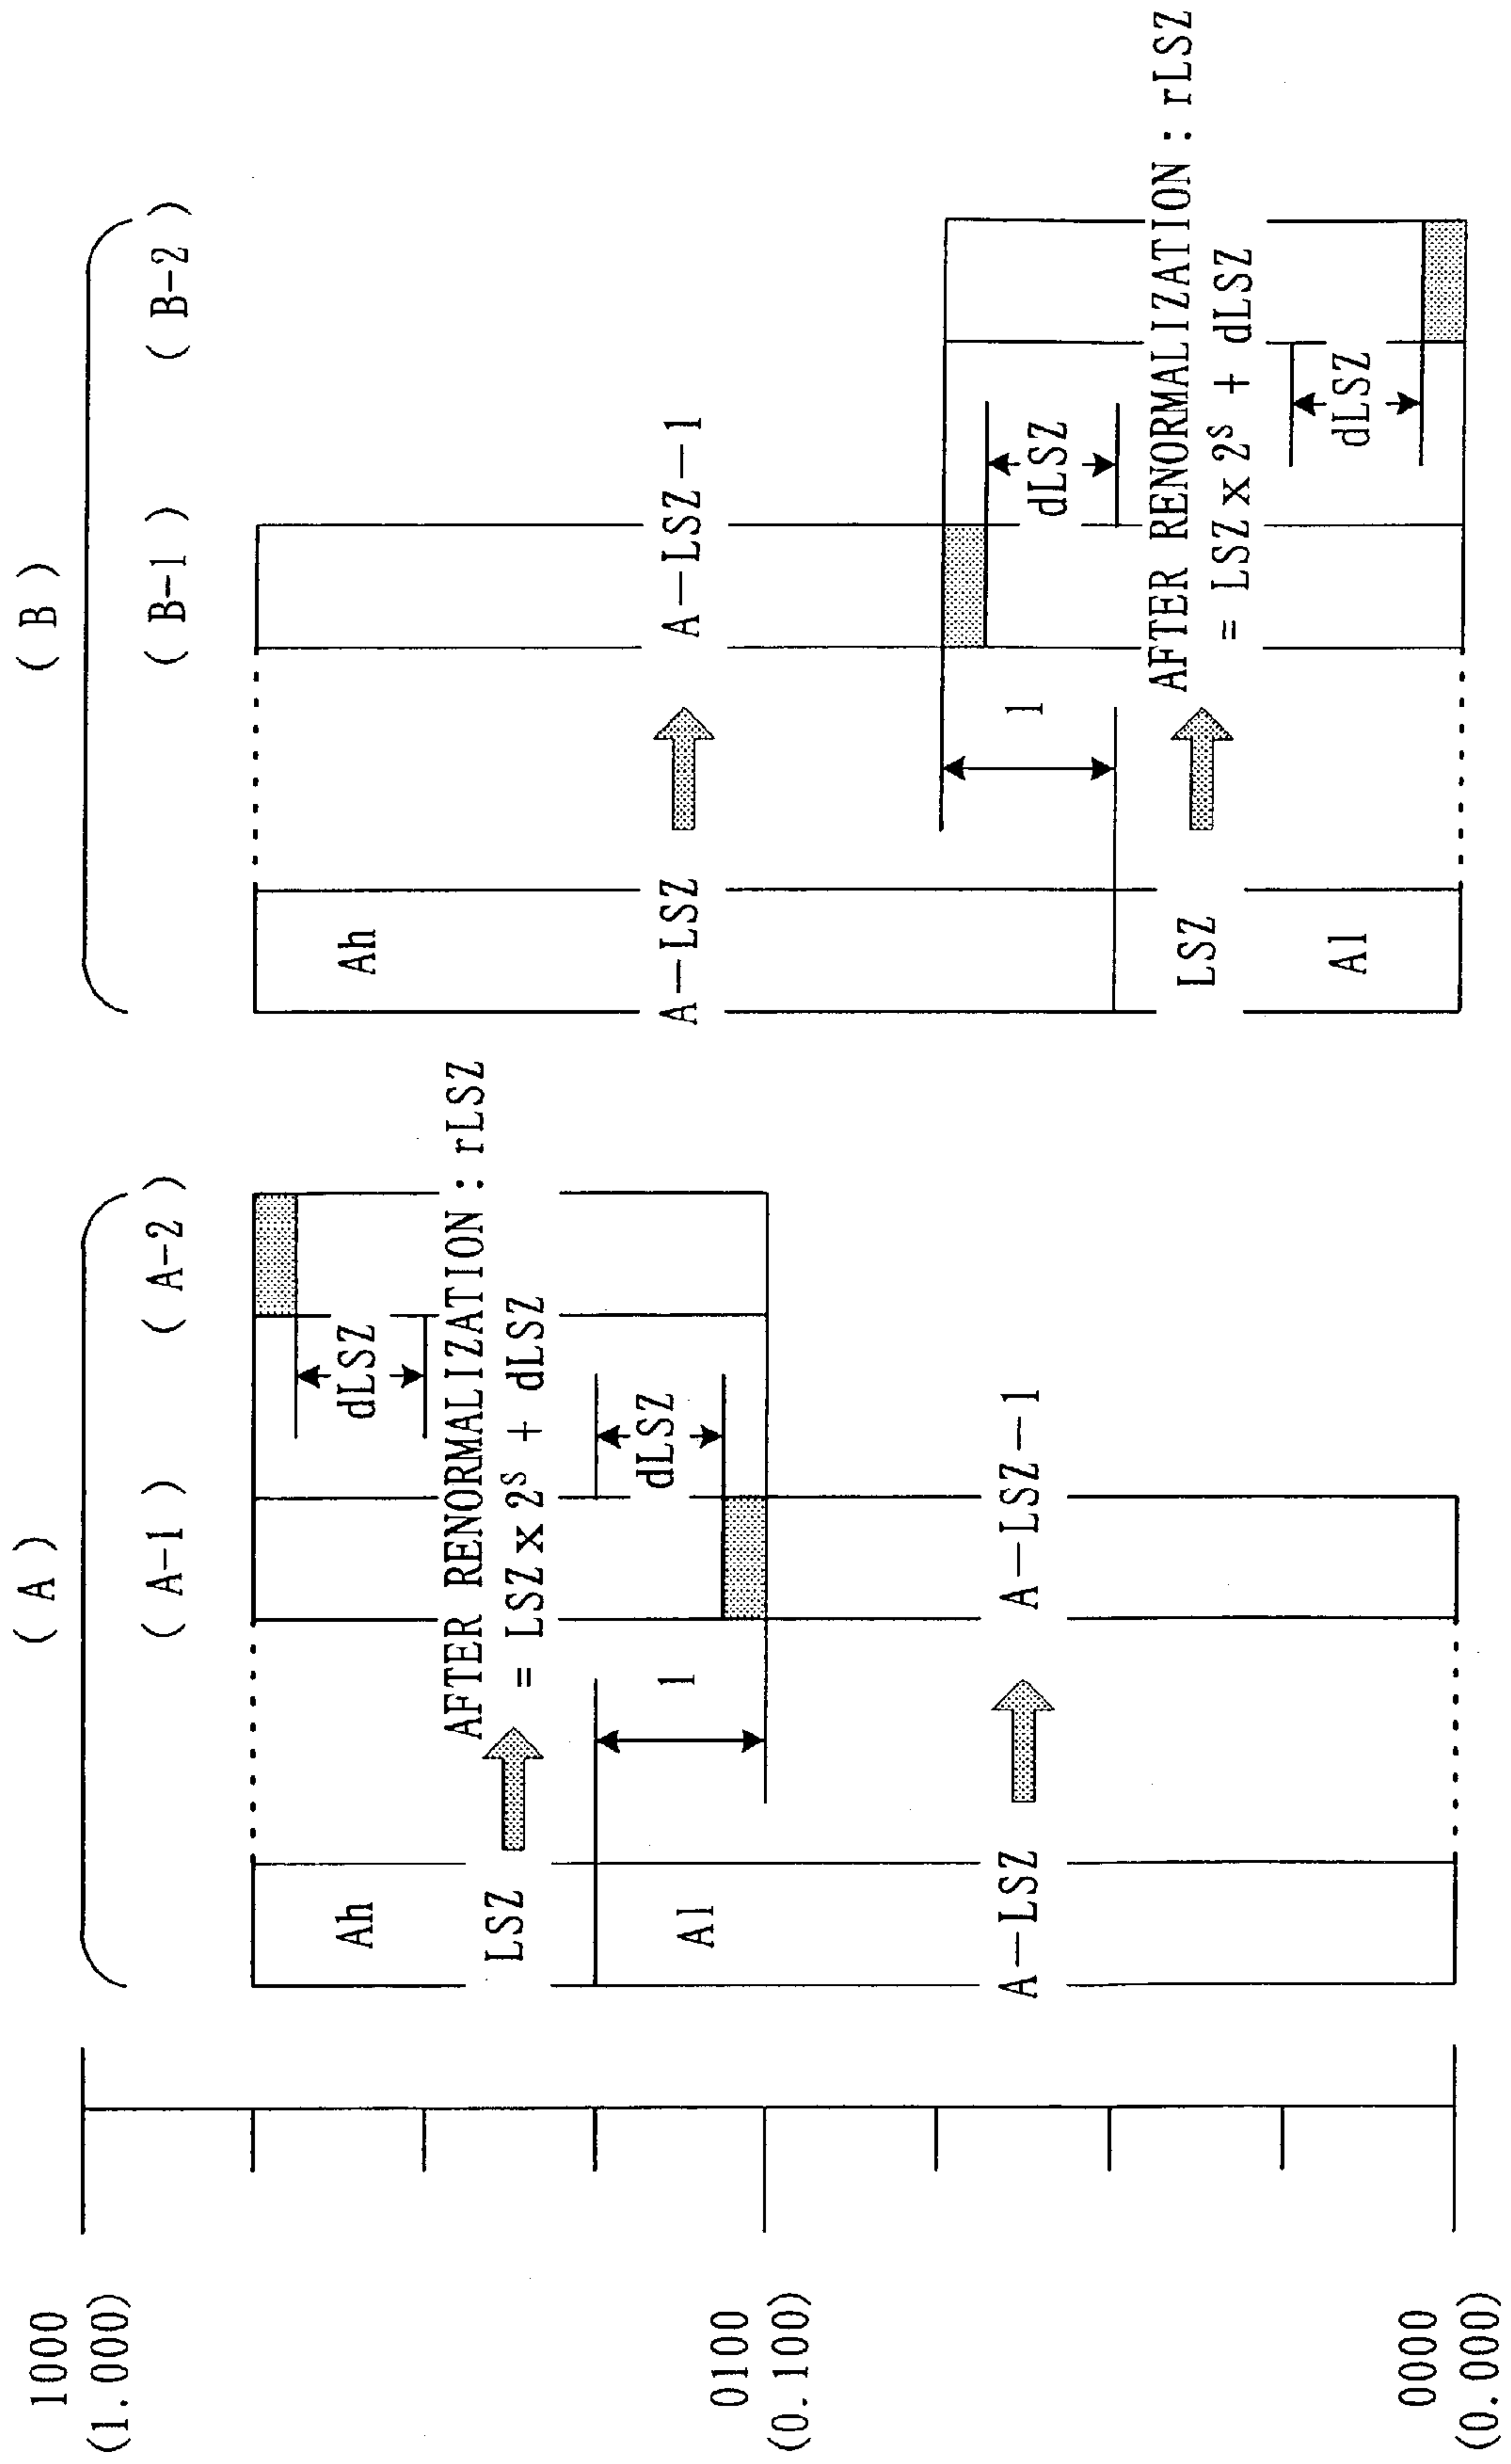 1000
(1.000)
0100
(0.100)
0000
(0.000)
(A)
(A-1)
(A-2)
Ah
LSZ
Al
A-LSZ
AFTER RENORMALIZATION : rLSZ
= LSZ x 2^S + dLSZ
1
dLSZ
dLSZ
A-LSZ-1
(B)
(B-1)
(B-2)
Ah
A-LSZ
LSZ
Al
A-LSZ-1
1
dLSZ
AFTER RENORMALIZATION : rLSZ
= LSZ x 2^S + dLSZ
dLSZ